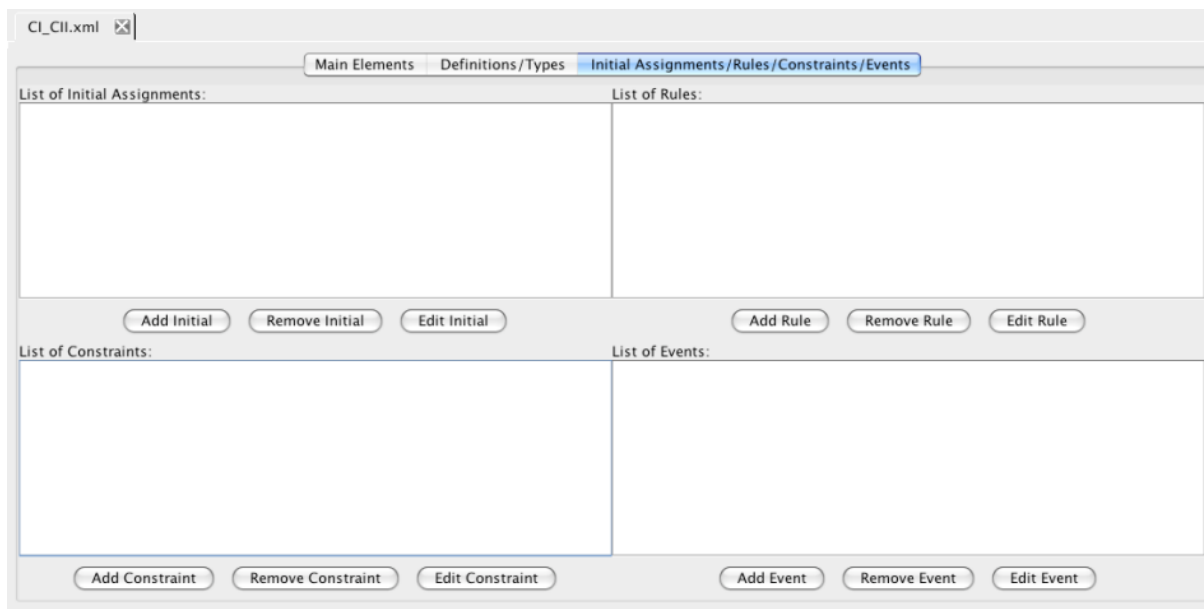 CI_CII.xml
Main Elements Definitions/Types Initial Assignments/Rules/Constraints/Events
List of Initial Assignments: List of Rules:
Add Initial Remove Initial Edit Initial Add Rule Remove Rule Edit Rule
List of Constraints: List of Events:
Add Constraint Remove Constraint Edit Constraint Add Event Remove Event Edit Event